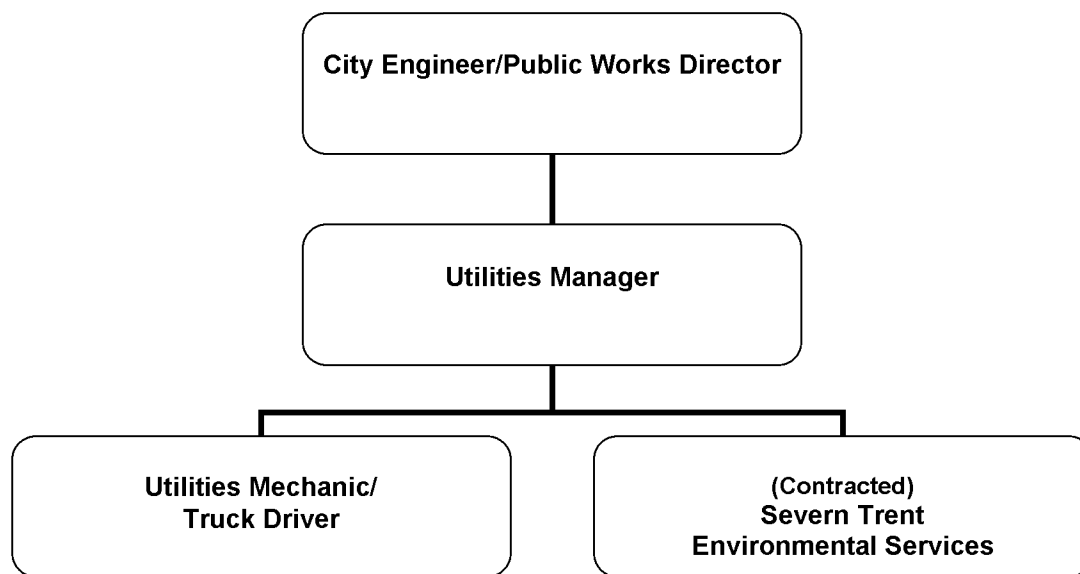 City Engineer/Public Works Director
Utilities Manager
Utilities Mechanic/
Truck Driver
(Contracted)
Severn Trent
Environmental Services